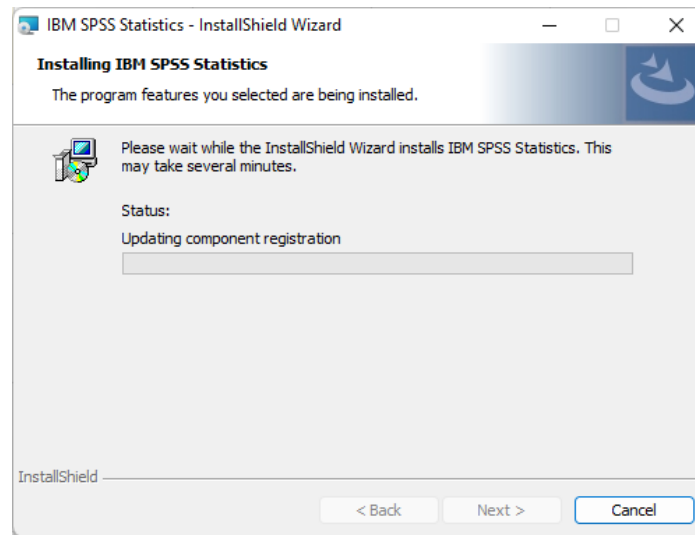 IBM SPSS Statistics - InstallShield Wizard
Installing IBM SPSS Statistics
The program features you selected are being installed.
Please wait while the InstallShield Wizard installs IBM SPSS Statistics. This
may take several minutes.
Status:
Updating component registration
InstallShield
< Back
Next >
Cancel